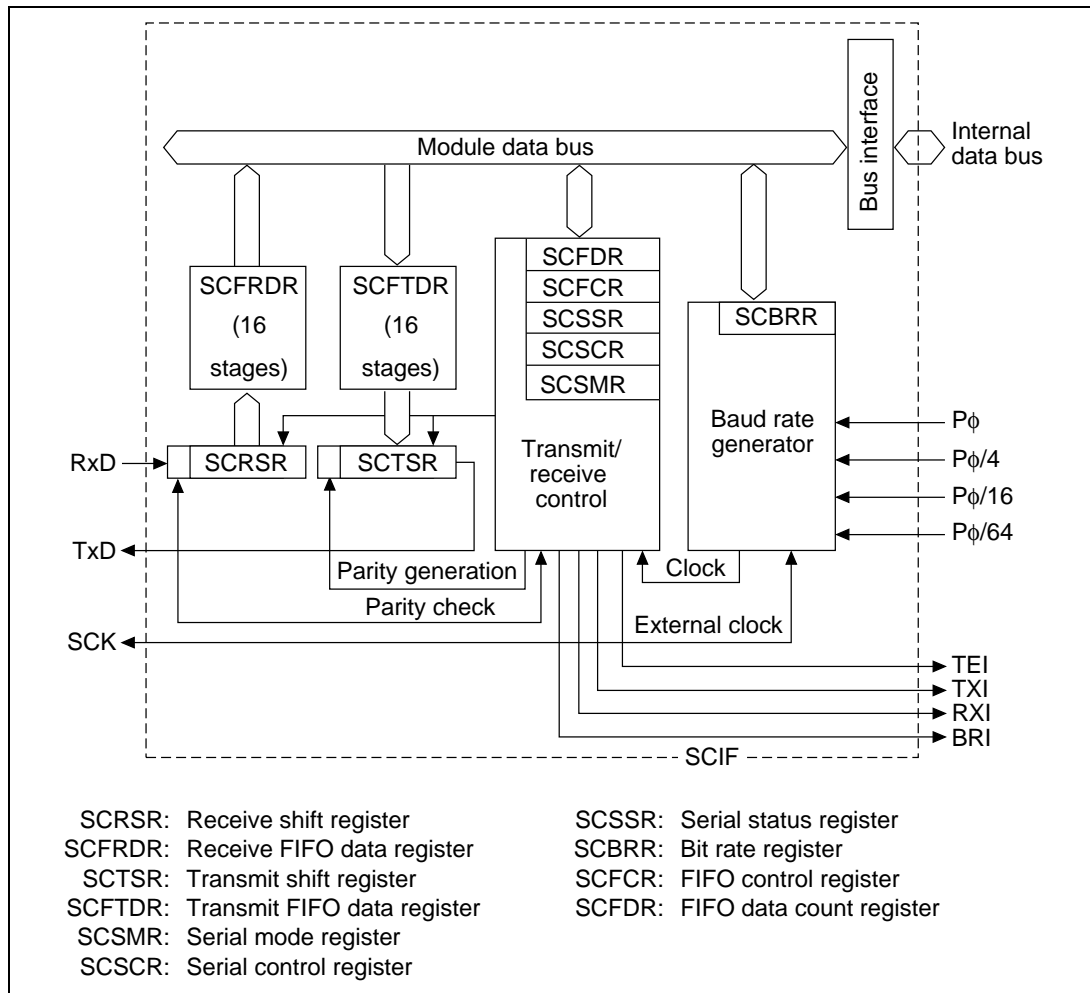 Bus interface
Internal
data bus
Module data bus
SCFRDR
(16
stages)
SCFTDR
(16
stages)
SCFDR
SCFCR
SCSSR
SCSCR
SCSMR
Transmit/
receive
control
SCBRR
Baud rate
generator
Pϕ
Pϕ/4
Pϕ/16
Pϕ/64
RxD
SCRSR
SCTSR
TxD
Parity generation
Clock
Parity check
SCK
External clock
TEI
TXI
RXI
BRI
SCIF
SCRSR: Receive shift register
SCFRDR: Receive FIFO data register
SCTSR: Transmit shift register
SCFTDR: Transmit FIFO data register
SCSMR: Serial mode register
SCSCR: Serial control register
SCSSR: Serial status register
SCBRR: Bit rate register
SCFCR: FIFO control register
SCFDR: FIFO data count register